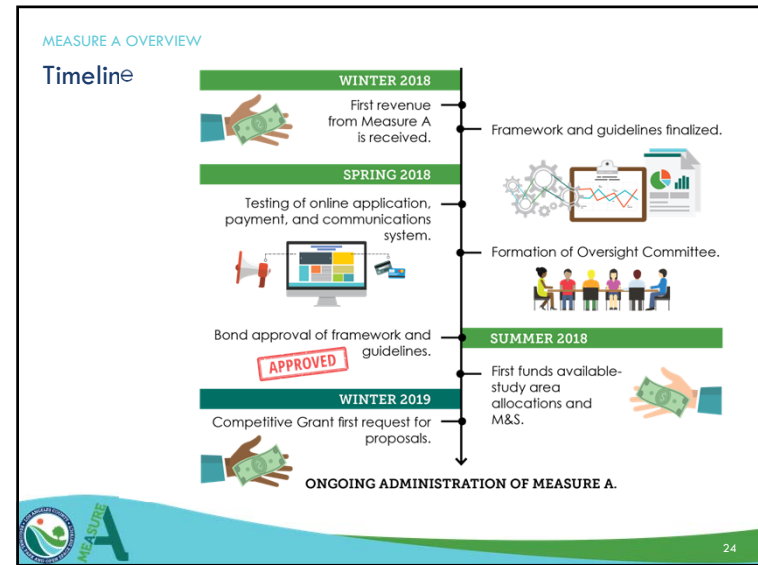 MEASURE A OVERVIEW
Timeline
WINTER 2018
First revenue
from Measure A
is received.
Framework and guidelines finalized.
SPRING 2018
Testing of online application,
payment, and communications
system.
Formation of Oversight Committee.
Bond approval of framework and
guidelines.
APPROVED
SUMMER 2018
First funds available-
study area
allocations and
M&S.
WINTER 2019
Competitive Grant first request for
proposals.
ONGOING ADMINISTRATION OF MEASURE A.
MEASURE
A
24